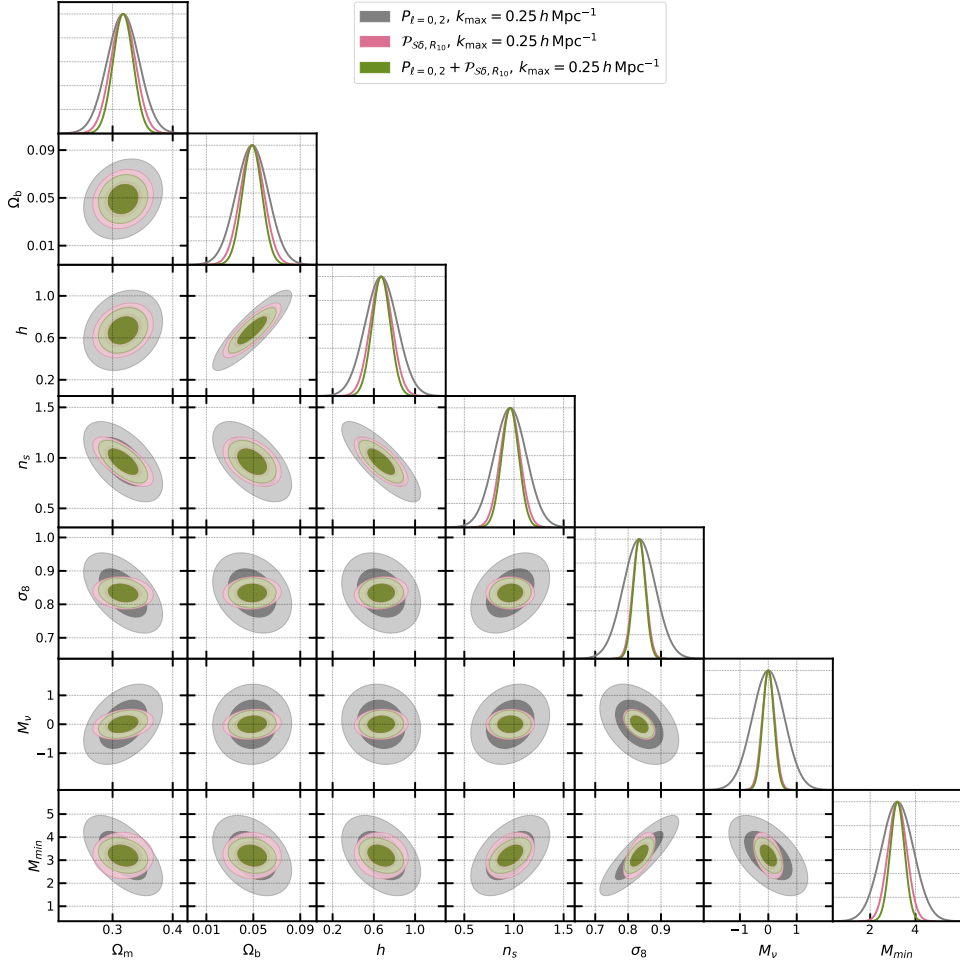 P_{ℓ=0,2}, k_max = 0.25 h Mpc⁻¹
𝒫_{𝒮δ,R₁₀}, k_max = 0.25 h Mpc⁻¹
P_{ℓ=0,2} + 𝒫_{𝒮δ,R₁₀}, k_max = 0.25 h Mpc⁻¹
Ω_b
0.09
0.05
0.01
h
1.0
0.6
0.2
n_s
1.5
1.0
0.5
σ_8
1.0
0.9
0.8
0.7
M_ν
1
0
−1
M_min
5
4
3
2
1
0.3 0.4 0.01 0.05 0.09 0.2 0.6 1.0 0.5 1.0 1.5 0.7 0.8 0.9 −1 0 1 2 4
Ω_m Ω_b h n_s σ_8 M_ν M_min